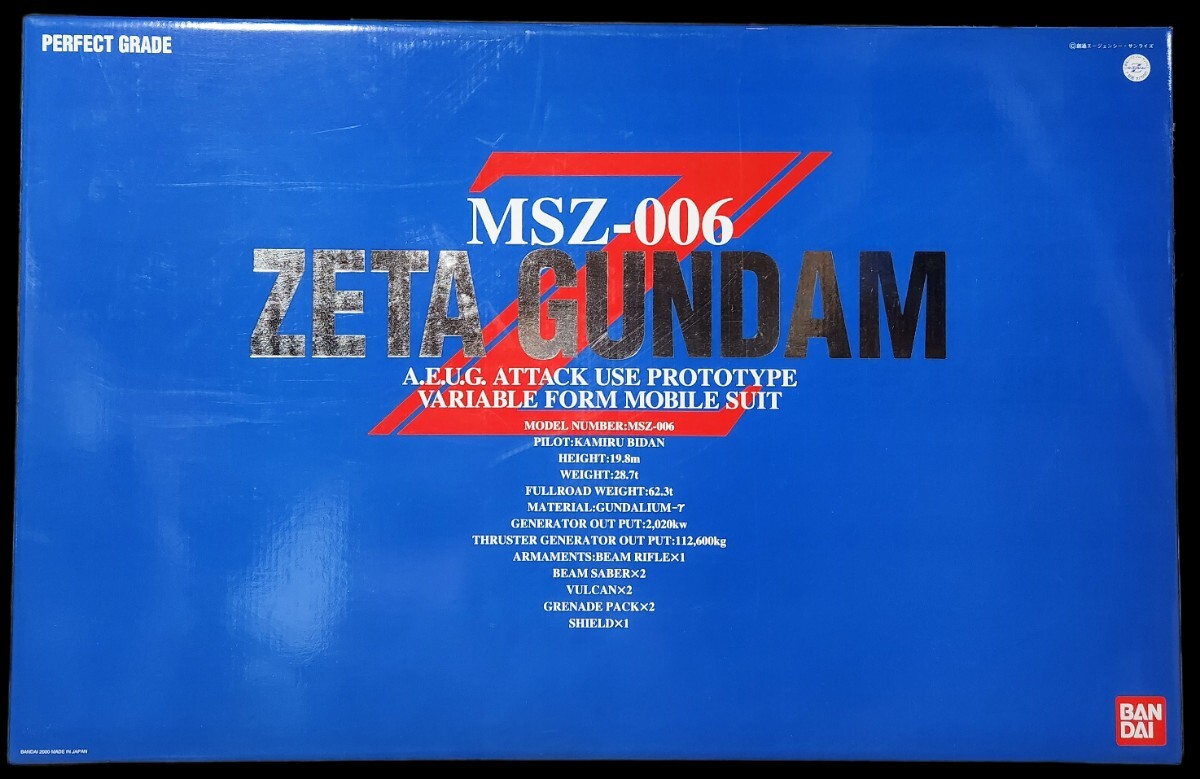 PERFECT GRADE
©創通エージェンシー・サンライズ
MSZ-006
ZETA GUNDAM
A.E.U.G. ATTACK USE PROTOTYPE
VARIABLE FORM MOBILE SUIT
MODEL NUMBER:MSZ-006
PILOT:KAMIRU BIDAN
HEIGHT:19.8m
WEIGHT:28.7t
FULLROAD WEIGHT:62.3t
MATERIAL:GUNDALIUM-γ
GENERATOR OUT PUT:2,020kw
THRUSTER GENERATOR OUT PUT:112,600kg
ARMAMENTS:BEAM RIFLE×1
BEAM SABER×2
VULCAN×2
GRENADE PACK×2
SHIELD×1
BANDAI 2000 MADE IN JAPAN
BAN
DAI